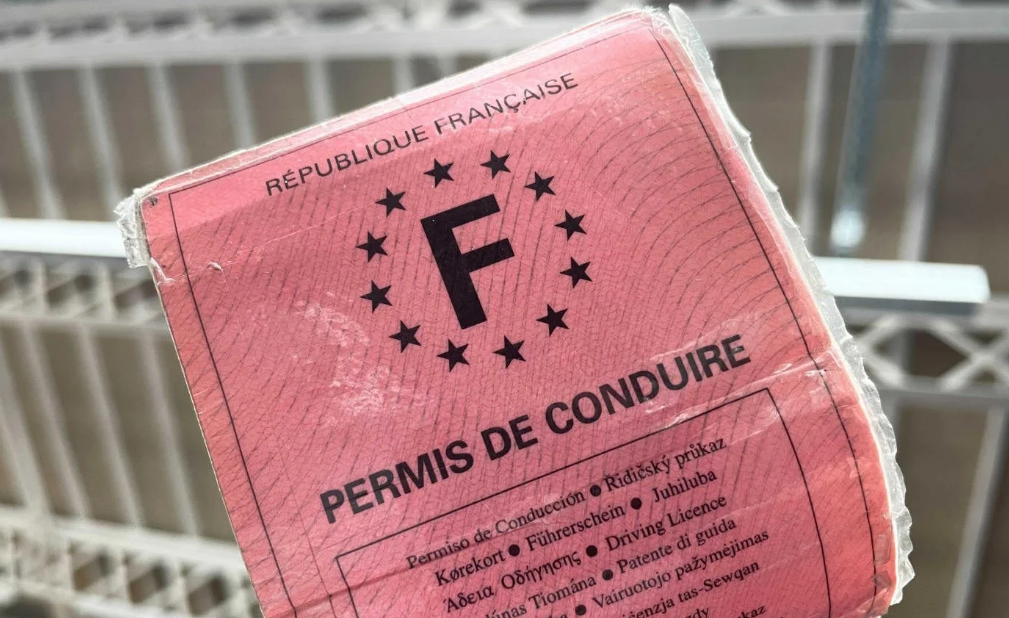 RÉPUBLIQUE FRANÇAISE
F
PERMIS DE CONDUIRE
Permiso de Conducción ● Řidičský průkaz
Kørekort ● Führerschein ● Juhiluba
Άδεια Οδήγησης ● Driving Licence
Tiomána ● Patente di guida
● Vairuotojo pažymėjimas
tas-Sewqan